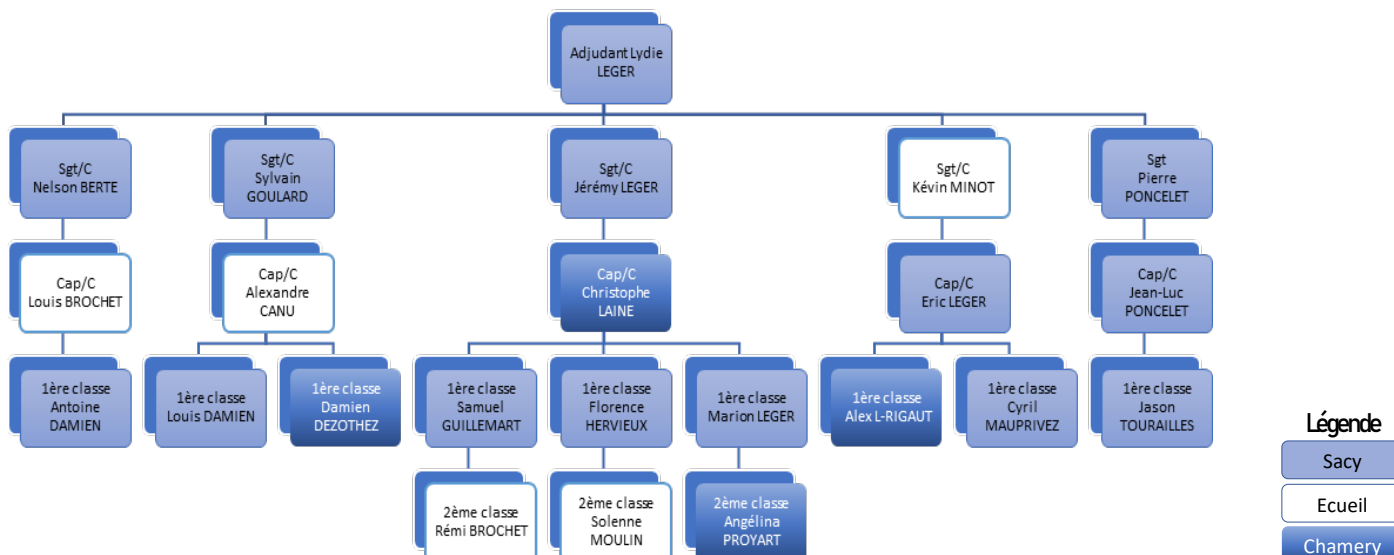 Adjudant Lydie
LEGER
Sgt/C
Nelson BERTE
Sgt/C
Sylvain
GOULARD
Sgt/C
Jérémy LEGER
Sgt/C
Kévin MINOT
Sgt
Pierre
PONCELET
Cap/C
Louis BROCHET
Cap/C
Alexandre
CANU
Cap/C
Christophe
LAINE
Cap/C
Eric LEGER
Cap/C
Jean-Luc
PONCELET
1ère classe
Antoine
DAMIEN
1ère classe
Louis DAMIEN
1ère classe
Damien
DEZOTHEZ
1ère classe
Samuel
GUILLEMART
1ère classe
Florence
HERVIEUX
1ère classe
Marion LEGER
1ère classe
Alex L-RIGAUT
1ère classe
Cyril
MAUPRIVEZ
1ère classe
Jason
TOURAILLES
2ème classe
Rémi BROCHET
2ème classe
Solenne
MOULIN
2ème classe
Angélina
PROYART
Légende
Sacy
Ecueil
Chamery